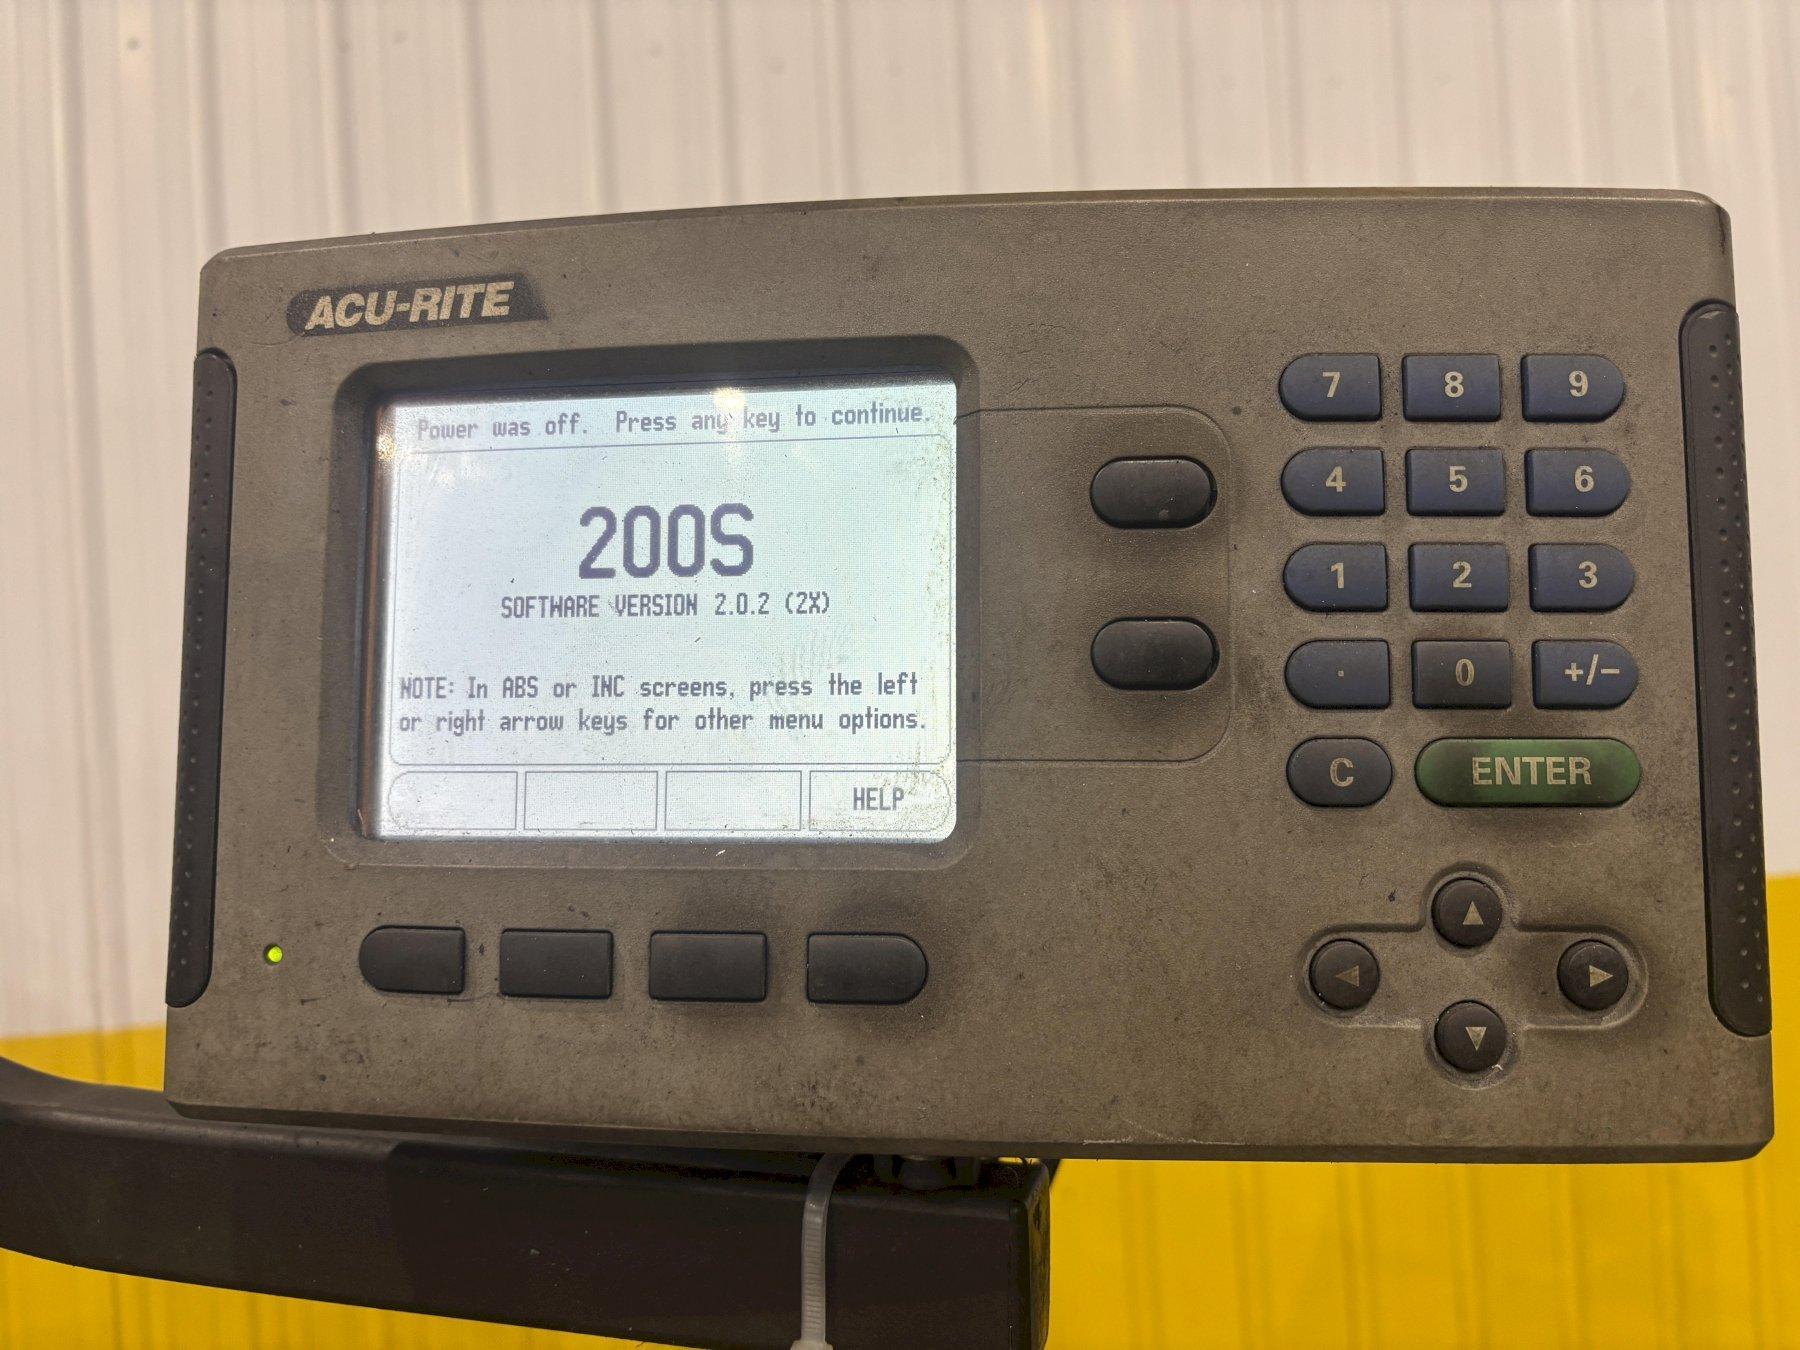 ACU-RITE
Power was off. Press any key to continue.
200S
SOFTWARE VERSION 2.0.2 (2X)
NOTE: In ABS or INC screens, press the left
or right arrow keys for other menu options.
HELP
7 8 9
4 5 6
1 2 3
. 0 +/−
C ENTER